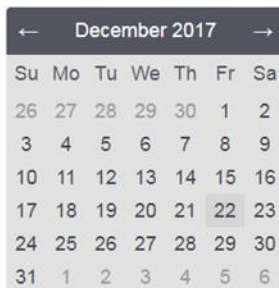 ← December 2017 →
Su Mo Tu We Th Fr Sa
26 27 28 29 30 1 2
3 4 5 6 7 8 9
10 11 12 13 14 15 16
17 18 19 20 21 22 23
24 25 26 27 28 29 30
31 1 2 3 4 5 6